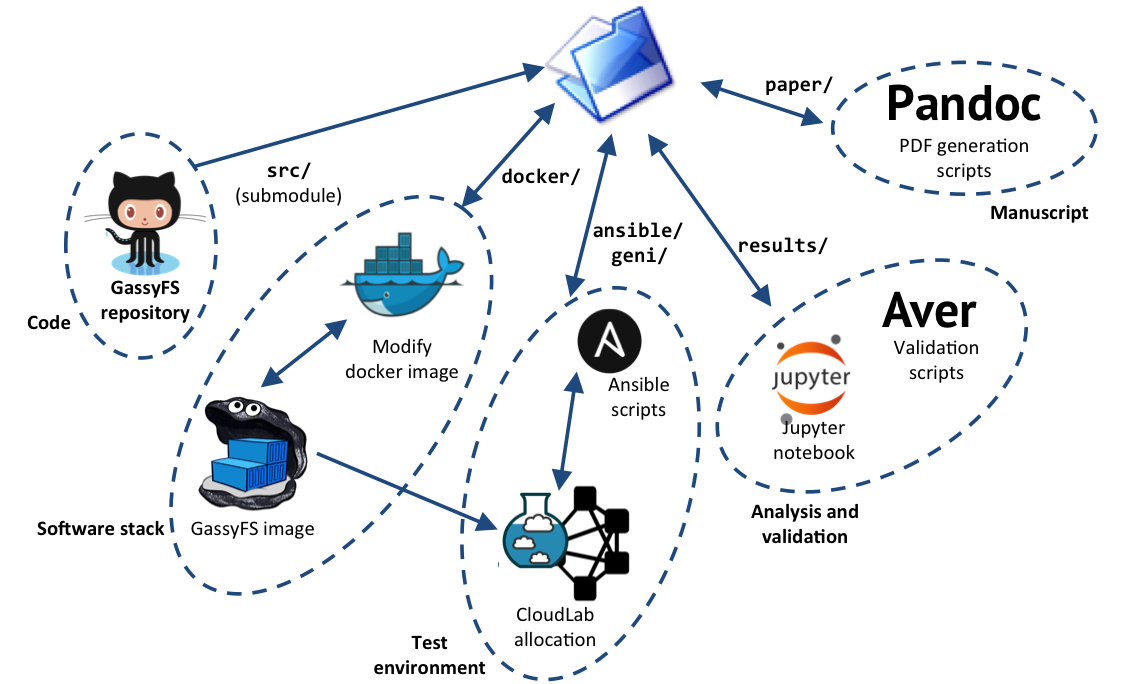 paper/
Pandoc
PDF generation
scripts
Manuscript
src/
(submodule)
docker/
ansible/
geni/
results/
GassyFS
repository
Code
Modify
docker image
Ansible
scripts
Aver
Validation
scripts
jupyter
Jupyter
notebook
Analysis and
validation
Software stack
GassyFS image
CloudLab
allocation
Test
environment